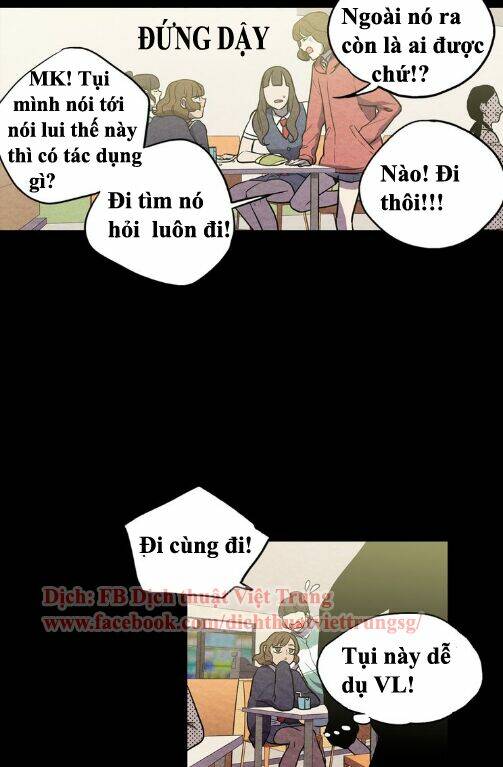 Ngoài nó ra
còn là ai được
chứ!?
ĐỨNG DẬY
MK! Tụi
mình nói tới
nói lui thế này
thì có tác dụng
gì?
Đi tìm nó
hỏi luôn đi!
Nào! Đi
thôi!!!
Đi cùng đi!
Dịch: FB Dịch thuật Việt Trung
www.facebook.com/dichthuatviettrungsg/
Tụi này dễ
dụ VL!